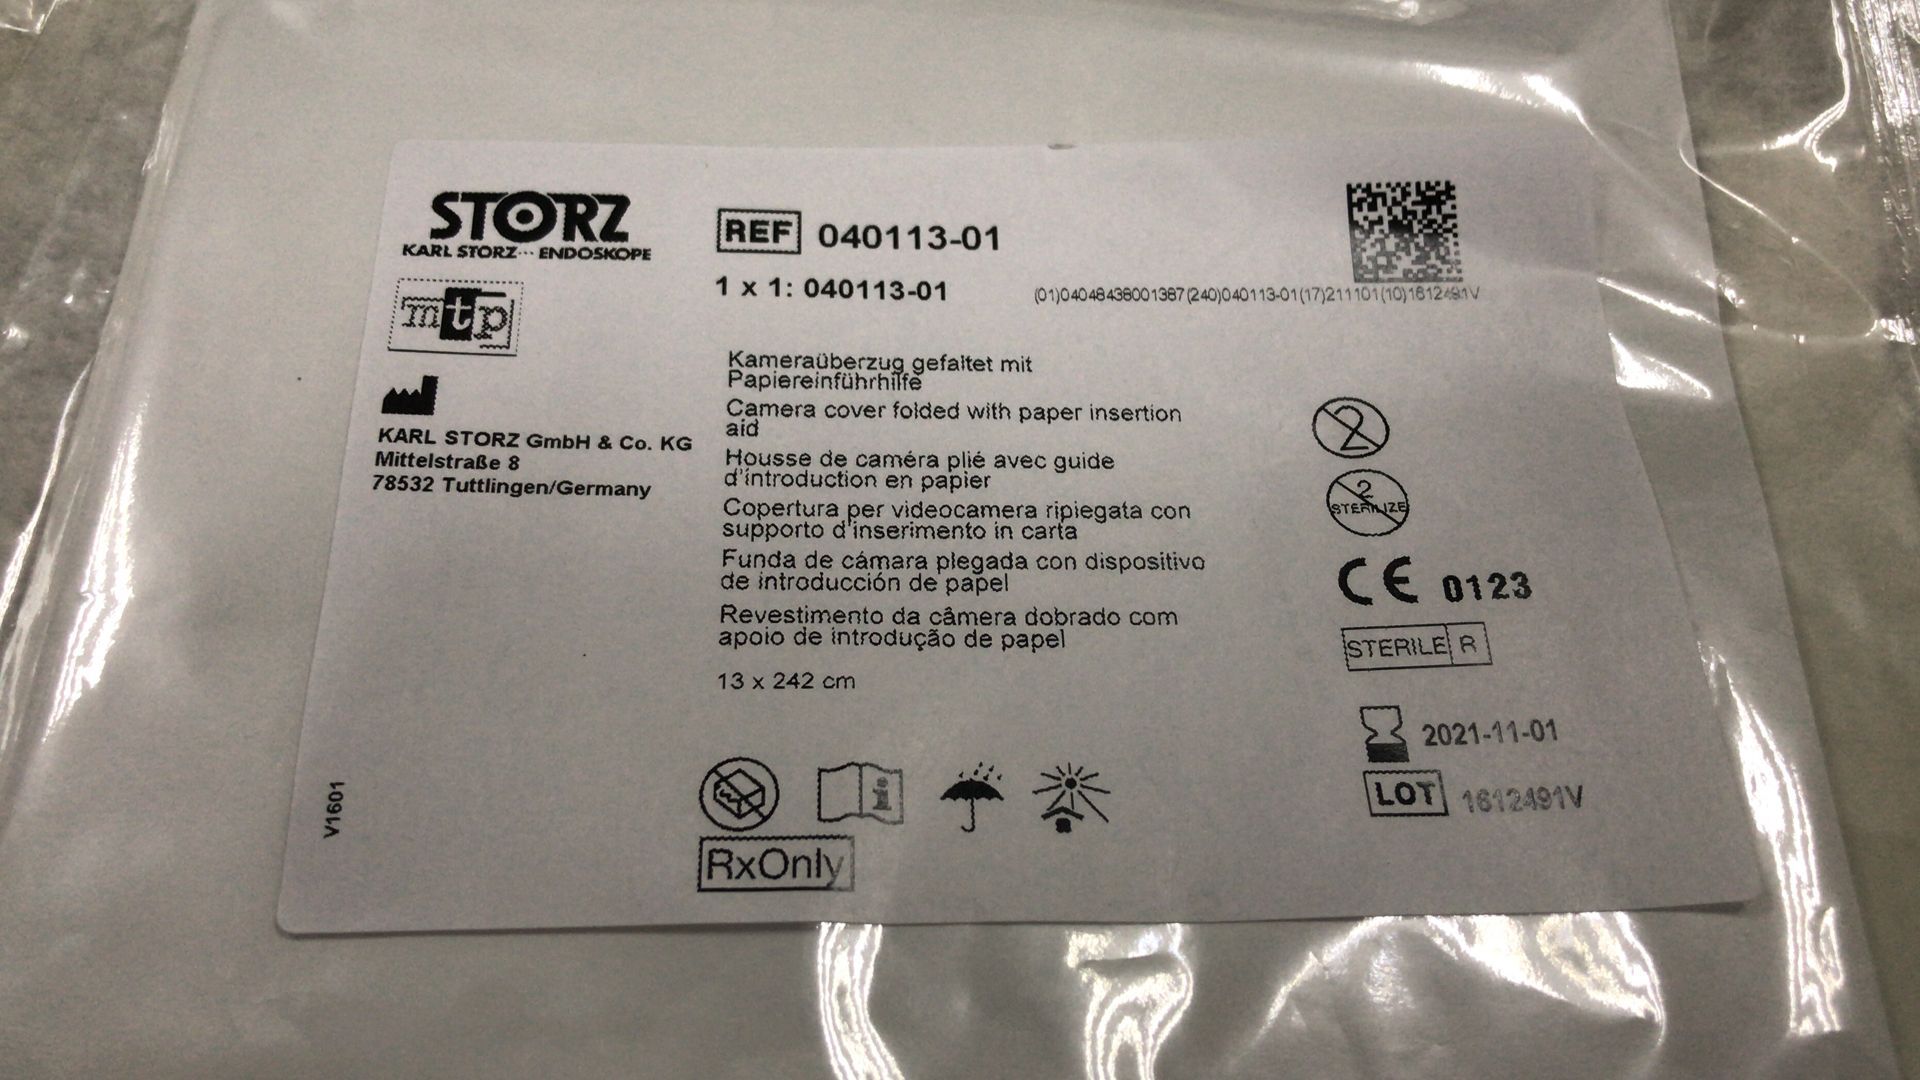 STORZ
KARL STORZ··· ENDOSKOPE
mtp
KARL STORZ GmbH & Co. KG
Mittelstraße 8
78532 Tuttlingen/Germany
V1601
REF 040113-01
1 x 1: 040113-01
(01)04048436001387(240)040113-01(17)211101(10)1612491V
Kameraüberzug gefaltet mit
Papiereinführhilfe
Camera cover folded with paper insertion
aid
Housse de caméra plié avec guide
d'introduction en papier
Copertura per videocamera ripiegata con
supporto d'inserimento in carta
Funda de cámara plegada con dispositivo
de introducción de papel
Revestimento da câmera dobrado com
apoio de introdução de papel
13 x 242 cm
RxOnly
2
2
STERILIZE
CE 0123
STERILE R
2021-11-01
LOT 1612491V